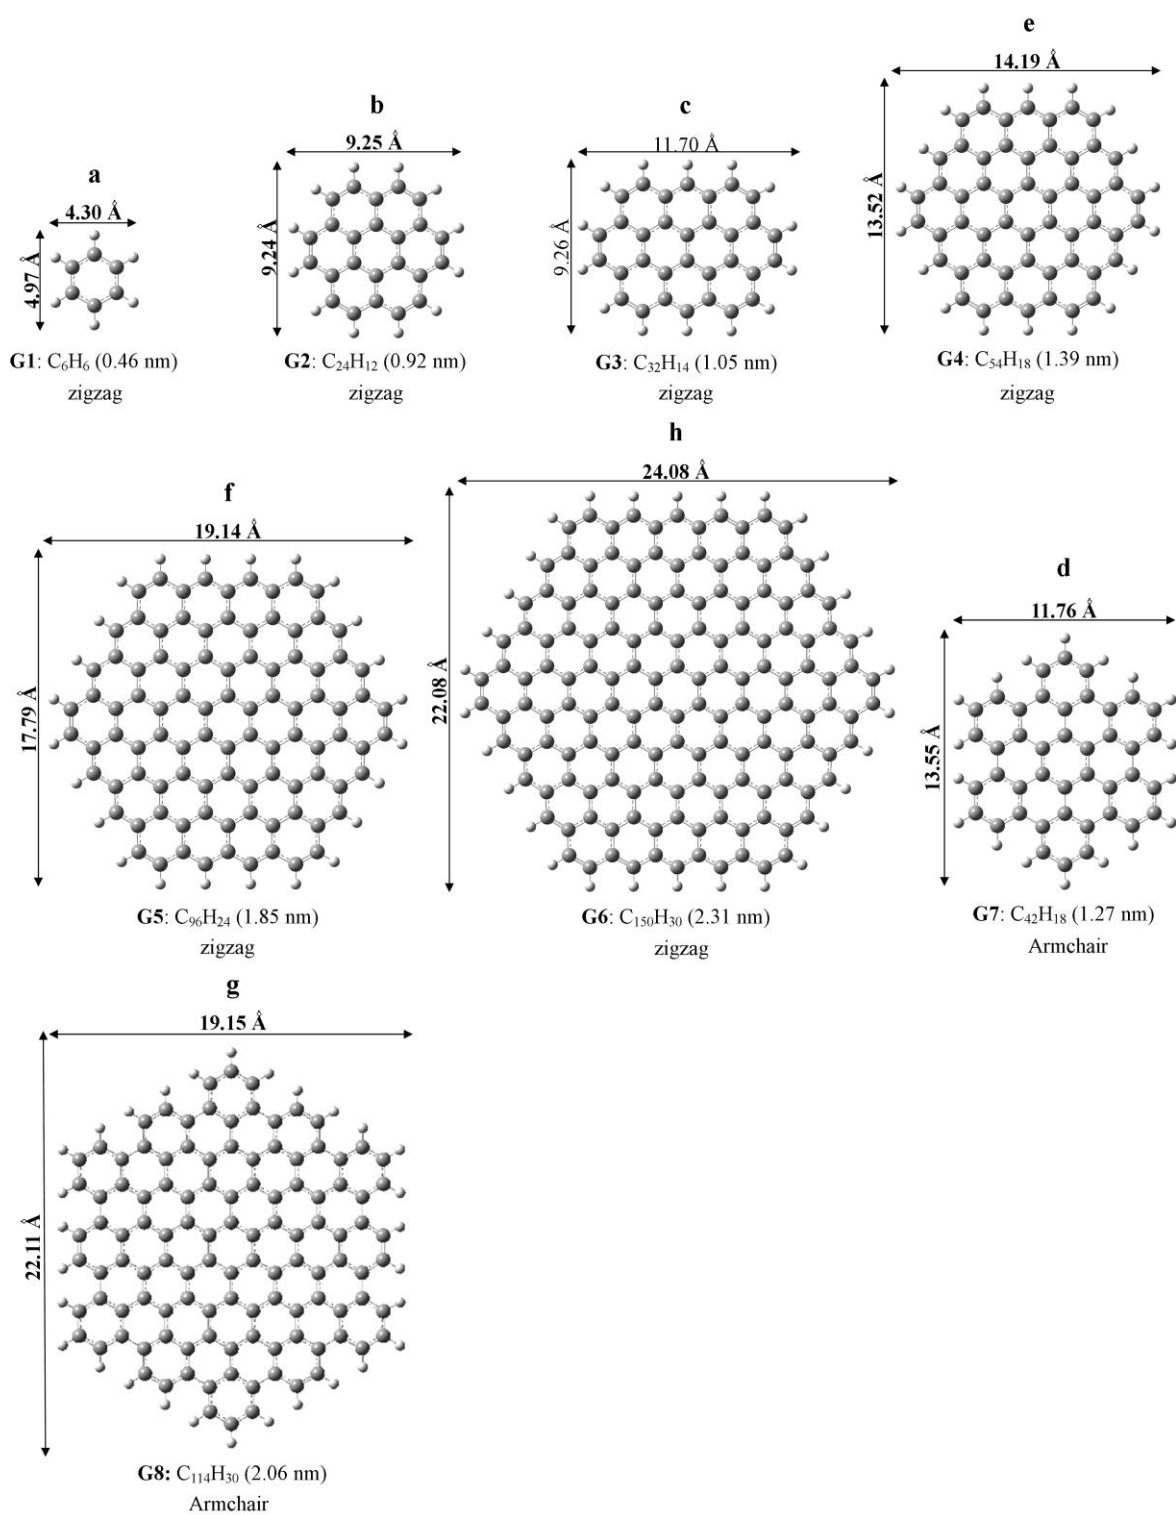 a
4.30 Å
4.97 Å
G1: C₆H₆ (0.46 nm)
zigzag
b
9.25 Å
9.24 Å
G2: C₂₄H₁₂ (0.92 nm)
zigzag
c
11.70 Å
9.26 Å
G3: C₃₂H₁₄ (1.05 nm)
zigzag
e
14.19 Å
13.52 Å
G4: C₅₄H₁₈ (1.39 nm)
zigzag
f
19.14 Å
17.79 Å
G5: C₉₆H₂₄ (1.85 nm)
zigzag
h
24.08 Å
22.08 Å
G6: C₁₅₀H₃₀ (2.31 nm)
zigzag
d
11.76 Å
13.55 Å
G7: C₄₂H₁₈ (1.27 nm)
Armchair
g
19.15 Å
22.11 Å
G8: C₁₁₄H₃₀ (2.06 nm)
Armchair